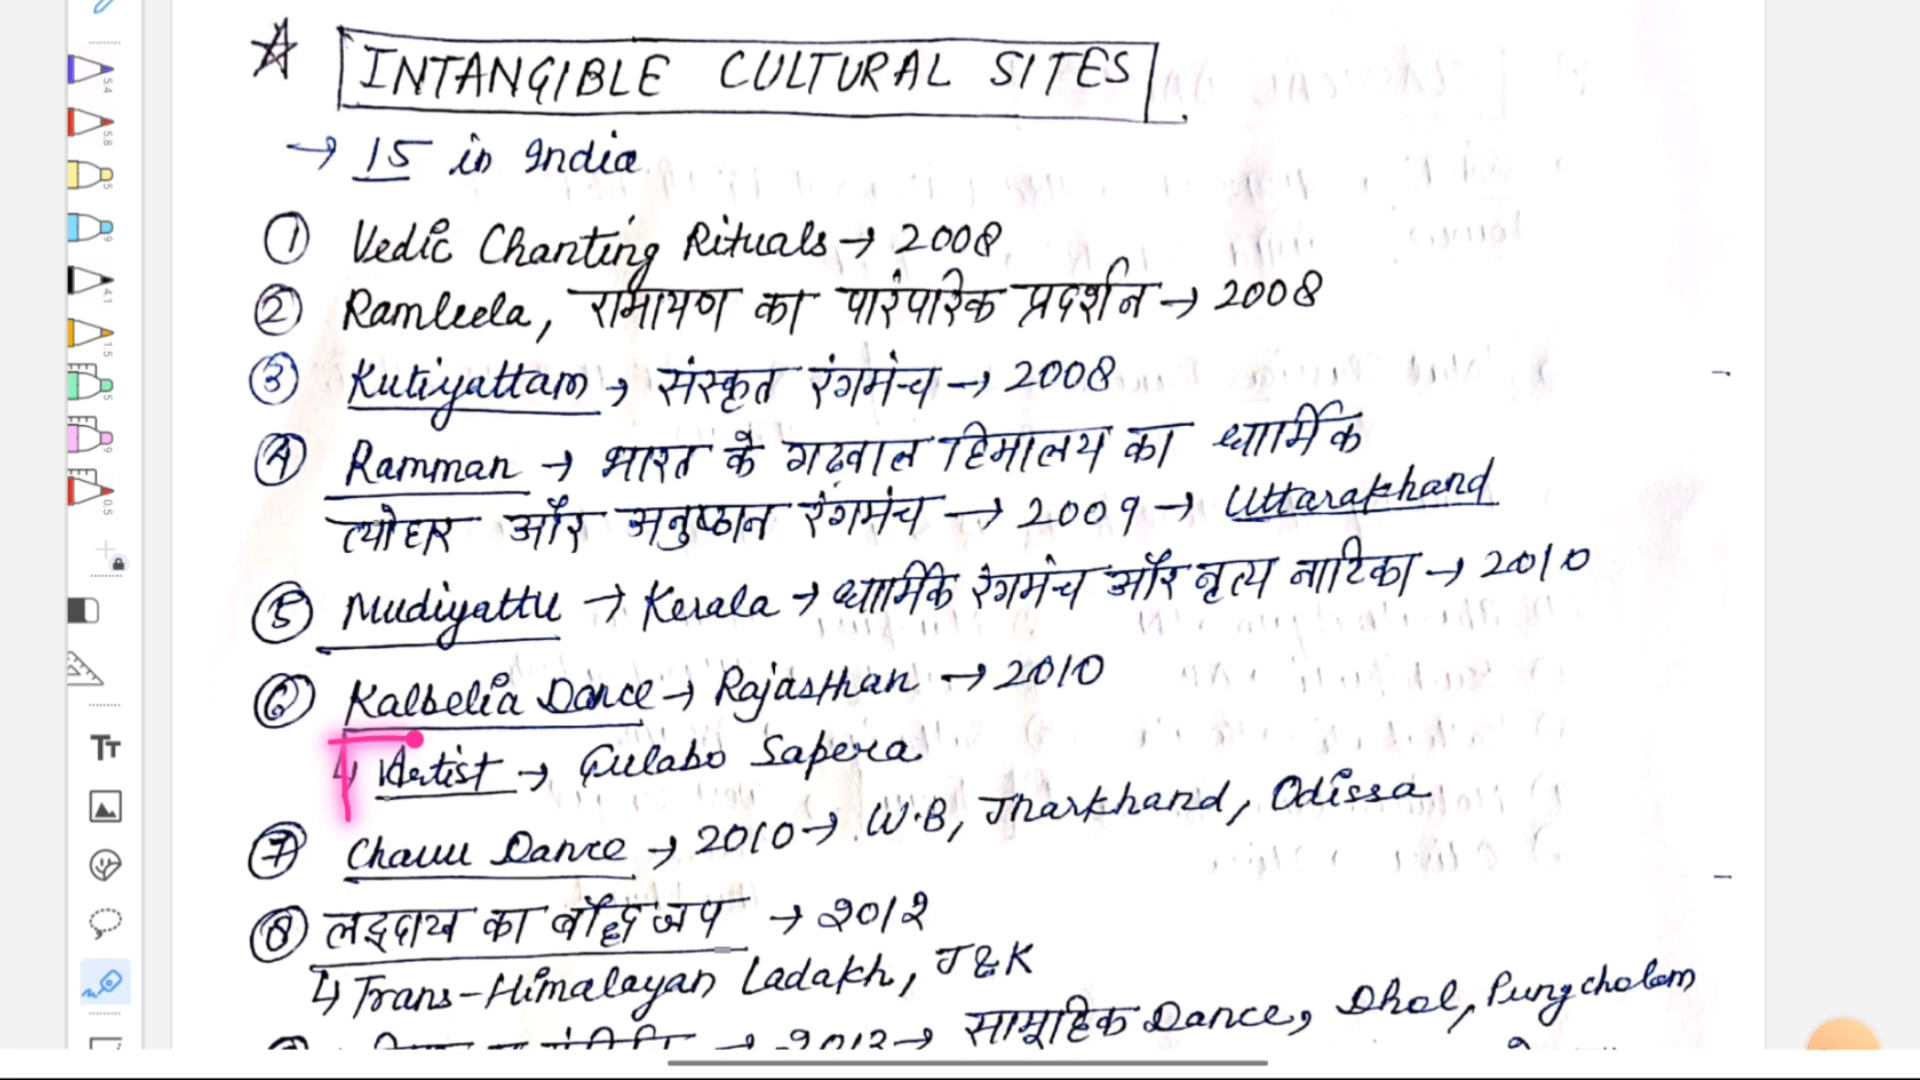 INTANGIBLE CULTURAL SITES
→ 15 in India
① Vedic Chanting Rituals → 2008
② Ramleela, रामायण का पारंपरिक प्रदर्शन → 2008
③ Kutiyattam, संस्कृत रंगमंच → 2008
④ Ramman → भारत के गढ़वाल हिमालय का धार्मिक
त्योहार और अनुष्ठान रंगमंच → 2009 → Uttarakhand
⑤ Mudiyattu → Kerala → धार्मिक रंगमंच और नृत्य नाटिका → 2010
⑥ Kalbelia Dance → Rajasthan → 2010
↳ Artist → Gulabo Sapera
⑦ Chauu Dance → 2010 → W.B, Jharkhand, Odissa
⑧ लद्दाख का बौद्ध जप → 2012
↳ Trans-Himalayan Ladakh, J&K
→ 2013 → सामूहिक Dance, Dhol, Pungcholom